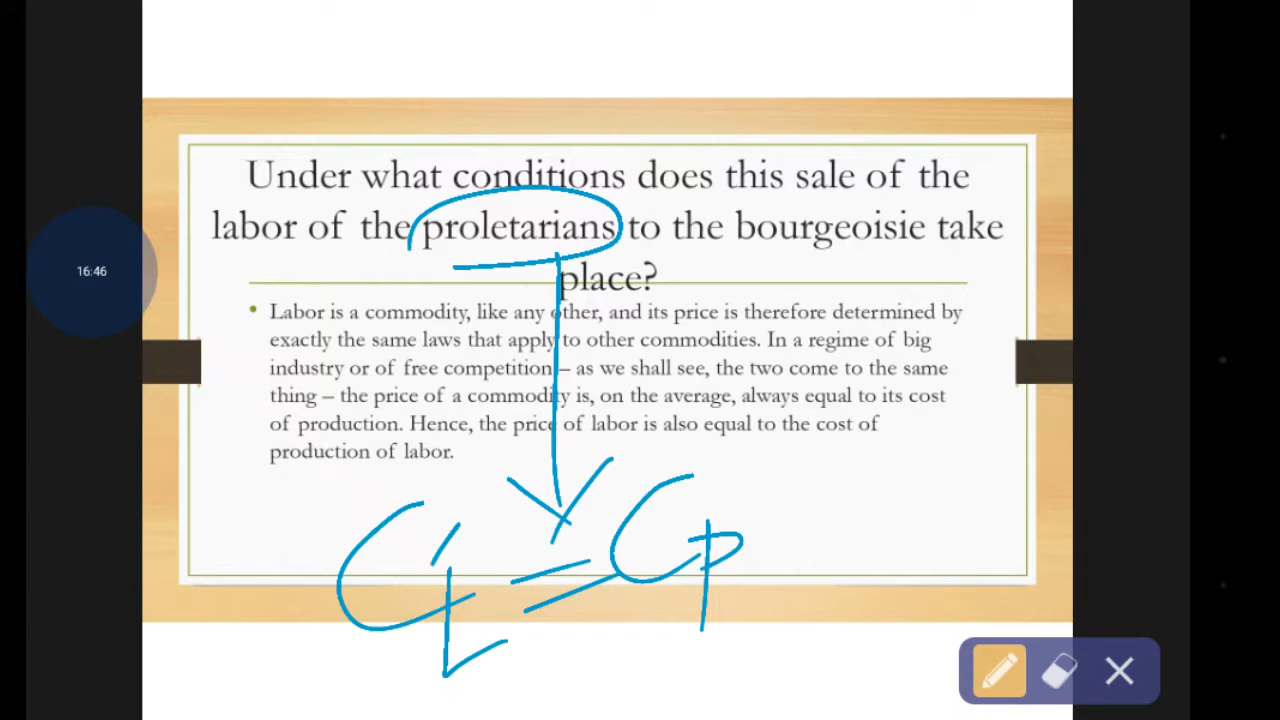 Under what conditions does this sale of the
labor of the proletarians to the bourgeoisie take
place?
• Labor is a commodity, like any other, and its price is therefore determined by
exactly the same laws that apply to other commodities. In a regime of big
industry or of free competition – as we shall see, the two come to the same
thing – the price of a commodity is, on the average, always equal to its cost
of production. Hence, the price of labor is also equal to the cost of
production of labor.
16:46
CL = Cp